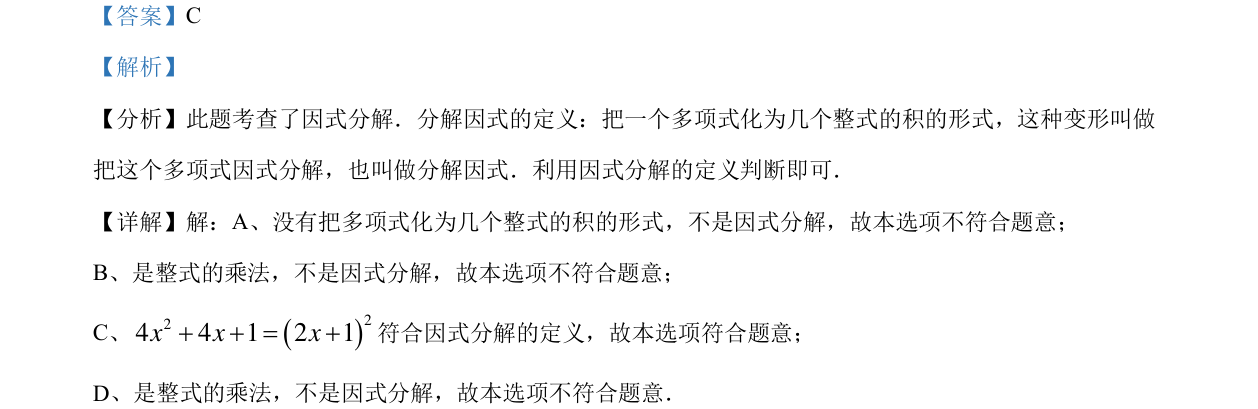 【答案】C
【解析】
【分析】此题考查了因式分解．分解因式的定义：把一个多项式化为几个整式的积的形式，这种变形叫做
把这个多项式因式分解，也叫做分解因式．利用因式分解的定义判断即可．
【详解】解：A、没有把多项式化为几个整式的积的形式，不是因式分解，故本选项不符合题意；
B、是整式的乘法，不是因式分解，故本选项不符合题意；
C、4x²+4x+1=(2x+1)²符合因式分解的定义，故本选项符合题意；
D、是整式的乘法，不是因式分解，故本选项不符合题意．